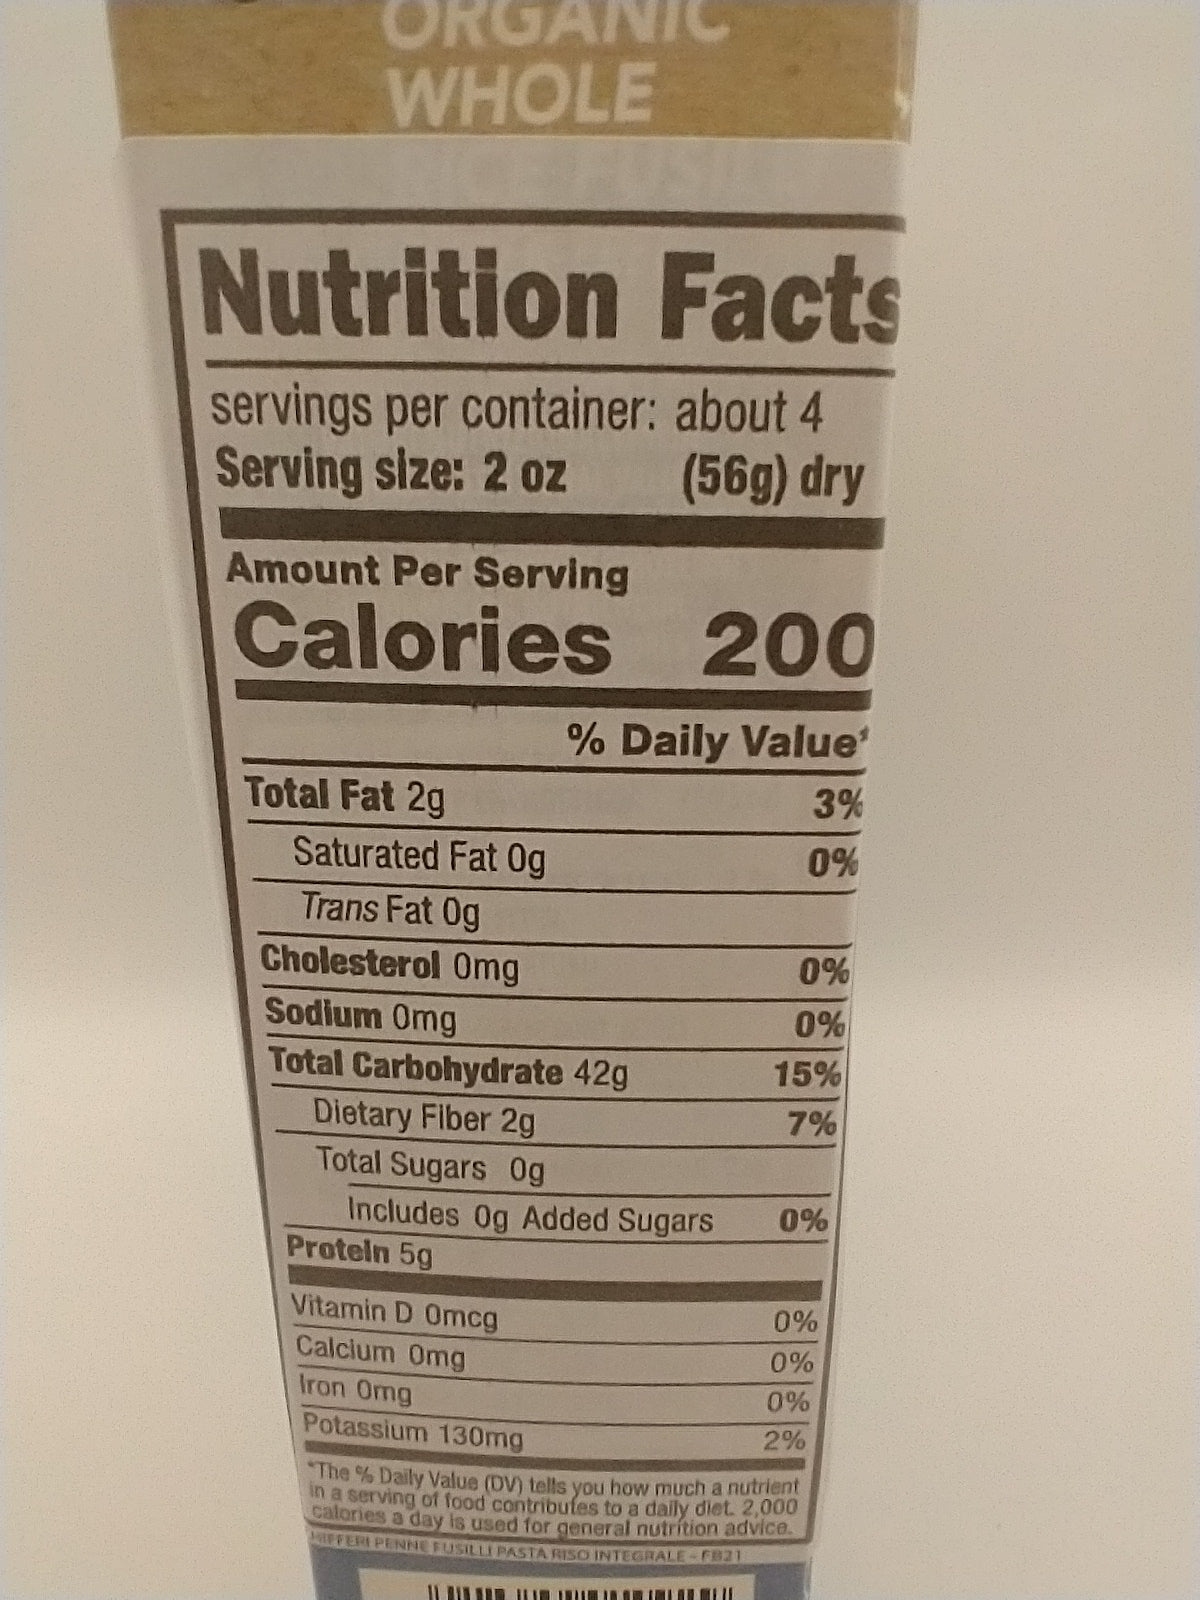 ORGANIC
WHOLE
RICE FUSILLI
Nutrition Facts
servings per container: about 4
Serving size: 2 oz (56g) dry
Amount Per Serving
Calories 200
% Daily Value*
Total Fat 2g 3%
Saturated Fat 0g 0%
Trans Fat 0g
Cholesterol 0mg 0%
Sodium 0mg 0%
Total Carbohydrate 42g 15%
Dietary Fiber 2g 7%
Total Sugars 0g
Includes 0g Added Sugars 0%
Protein 5g
Vitamin D 0mcg 0%
Calcium 0mg 0%
Iron 0mg 0%
Potassium 130mg 2%
*The % Daily Value (DV) tells you how much a nutrient
in a serving of food contributes to a daily diet. 2,000
calories a day is used for general nutrition advice.
PENNE FUSILLI PASTA RISO INTEGRALE - FB21